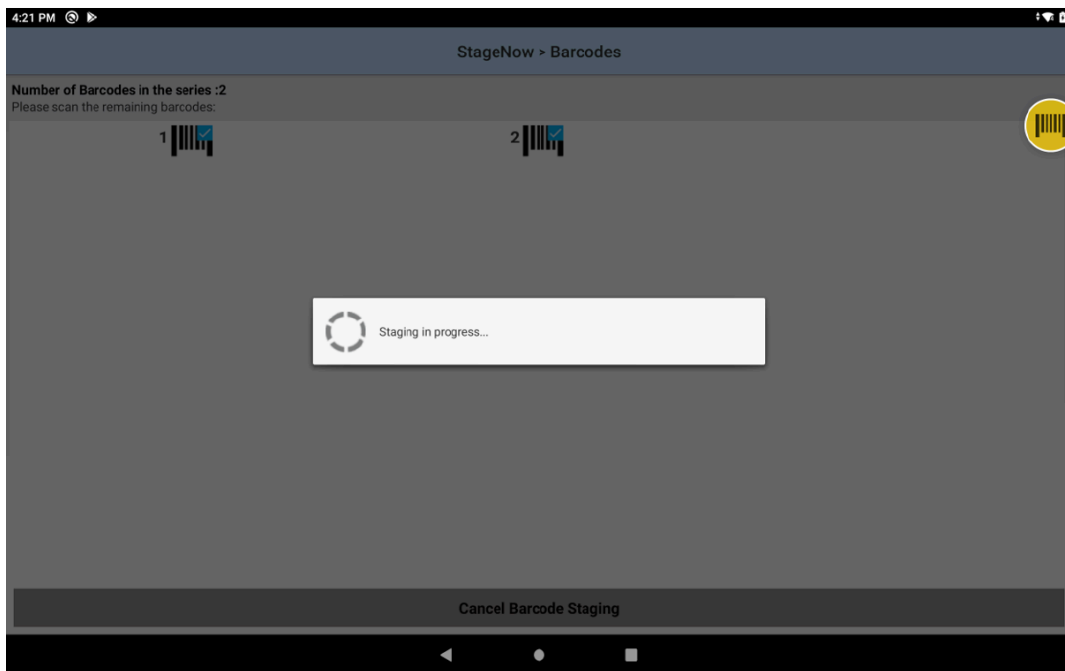 4:21 PM
StageNow > Barcodes
Number of Barcodes in the series :2
Please scan the remaining barcodes:
1
2
Staging in progress...
Cancel Barcode Staging